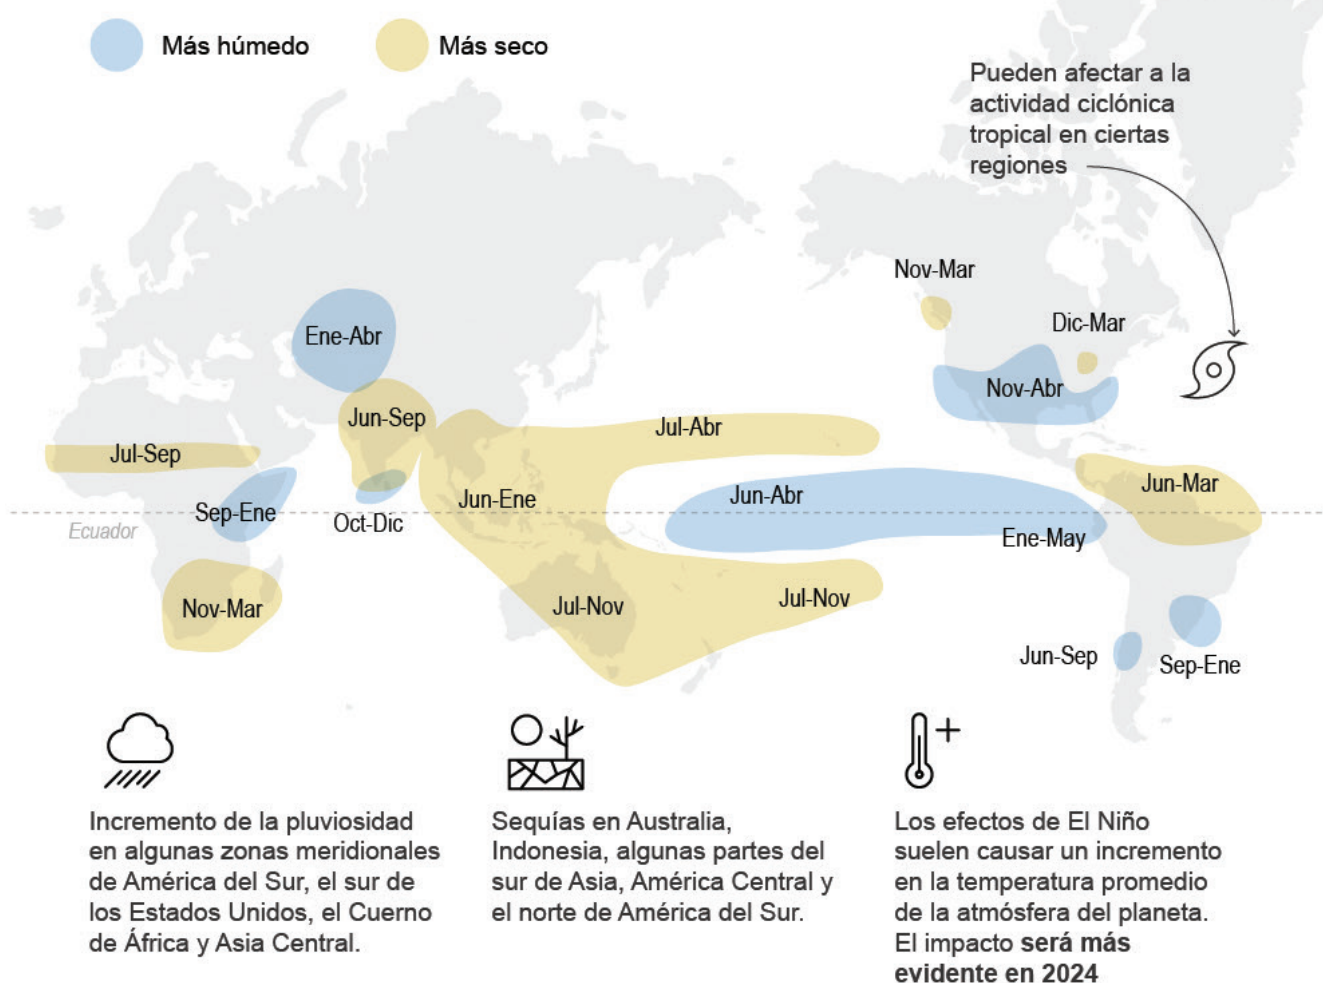 Más húmedo
Más seco
Pueden afectar a la
actividad ciclónica
tropical en ciertas
regiones
Nov-Mar
Dic-Mar
Ene-Abr
Nov-Abr
Jun-Sep
Jul-Abr
Jul-Sep
Jun-Mar
Jun-Ene
Jun-Abr
Sep-Ene
Oct-Dic
Ecuador
Ene-May
Nov-Mar
Jul-Nov
Jul-Nov
Jun-Sep
Sep-Ene
Incremento de la pluviosidad
en algunas zonas meridionales
de América del Sur, el sur de
los Estados Unidos, el Cuerno
de África y Asia Central.
Sequías en Australia,
Indonesia, algunas partes del
sur de Asia, América Central y
el norte de América del Sur.
Los efectos de El Niño
suelen causar un incremento
en la temperatura promedio
de la atmósfera del planeta.
El impacto será más
evidente en 2024